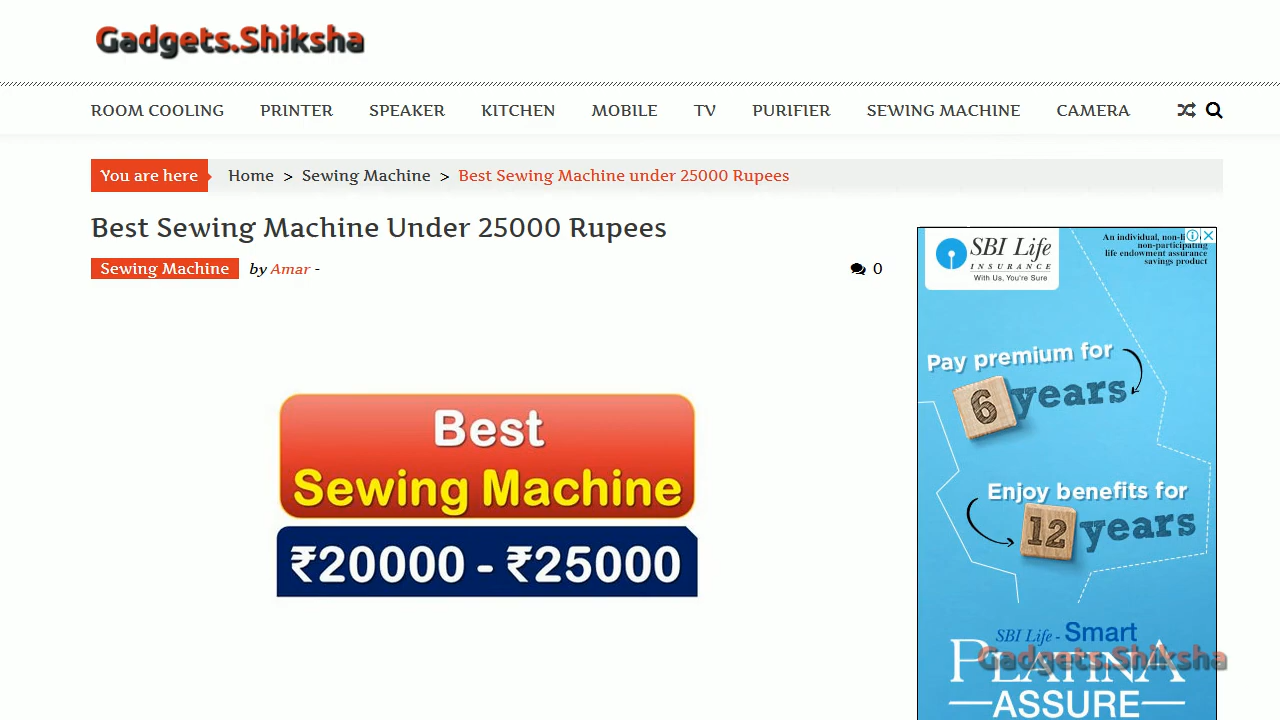 Gadgets.Shiksha
ROOM COOLING PRINTER SPEAKER KITCHEN MOBILE TV PURIFIER SEWING MACHINE CAMERA
You are here Home > Sewing Machine > Best Sewing Machine under 25000 Rupees
Best Sewing Machine Under 25000 Rupees
Sewing Machine by Amar - 0
Best
Sewing Machine
₹20000 - ₹25000
SBI Life
INSURANCE
With Us, You're Sure
An individual, non-li
non-participating
life endowment assurance
savings product
Pay premium for
6 years
Enjoy benefits for
12 years
SBI Life - Smart
PLATINA
Gadgets.Shiksha
ASSURE